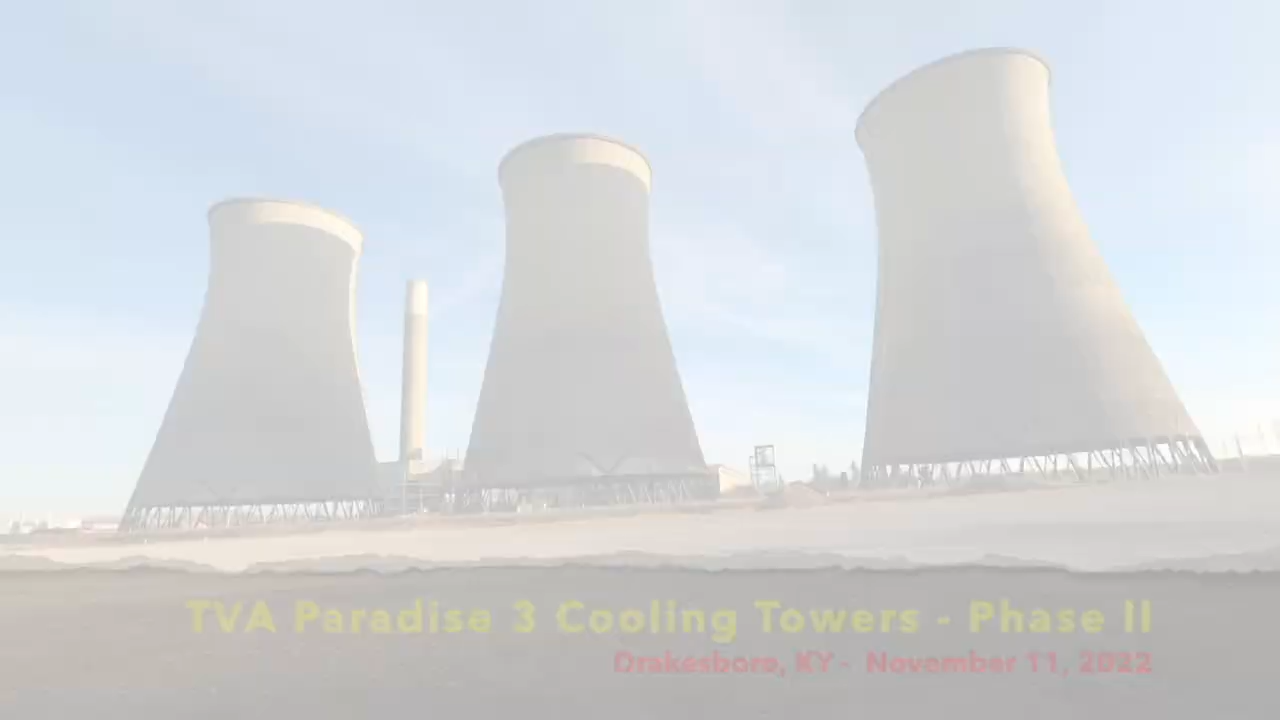 TVA Paradise 3 Cooling Towers - Phase II
Drakesboro, KY - November 11, 2022